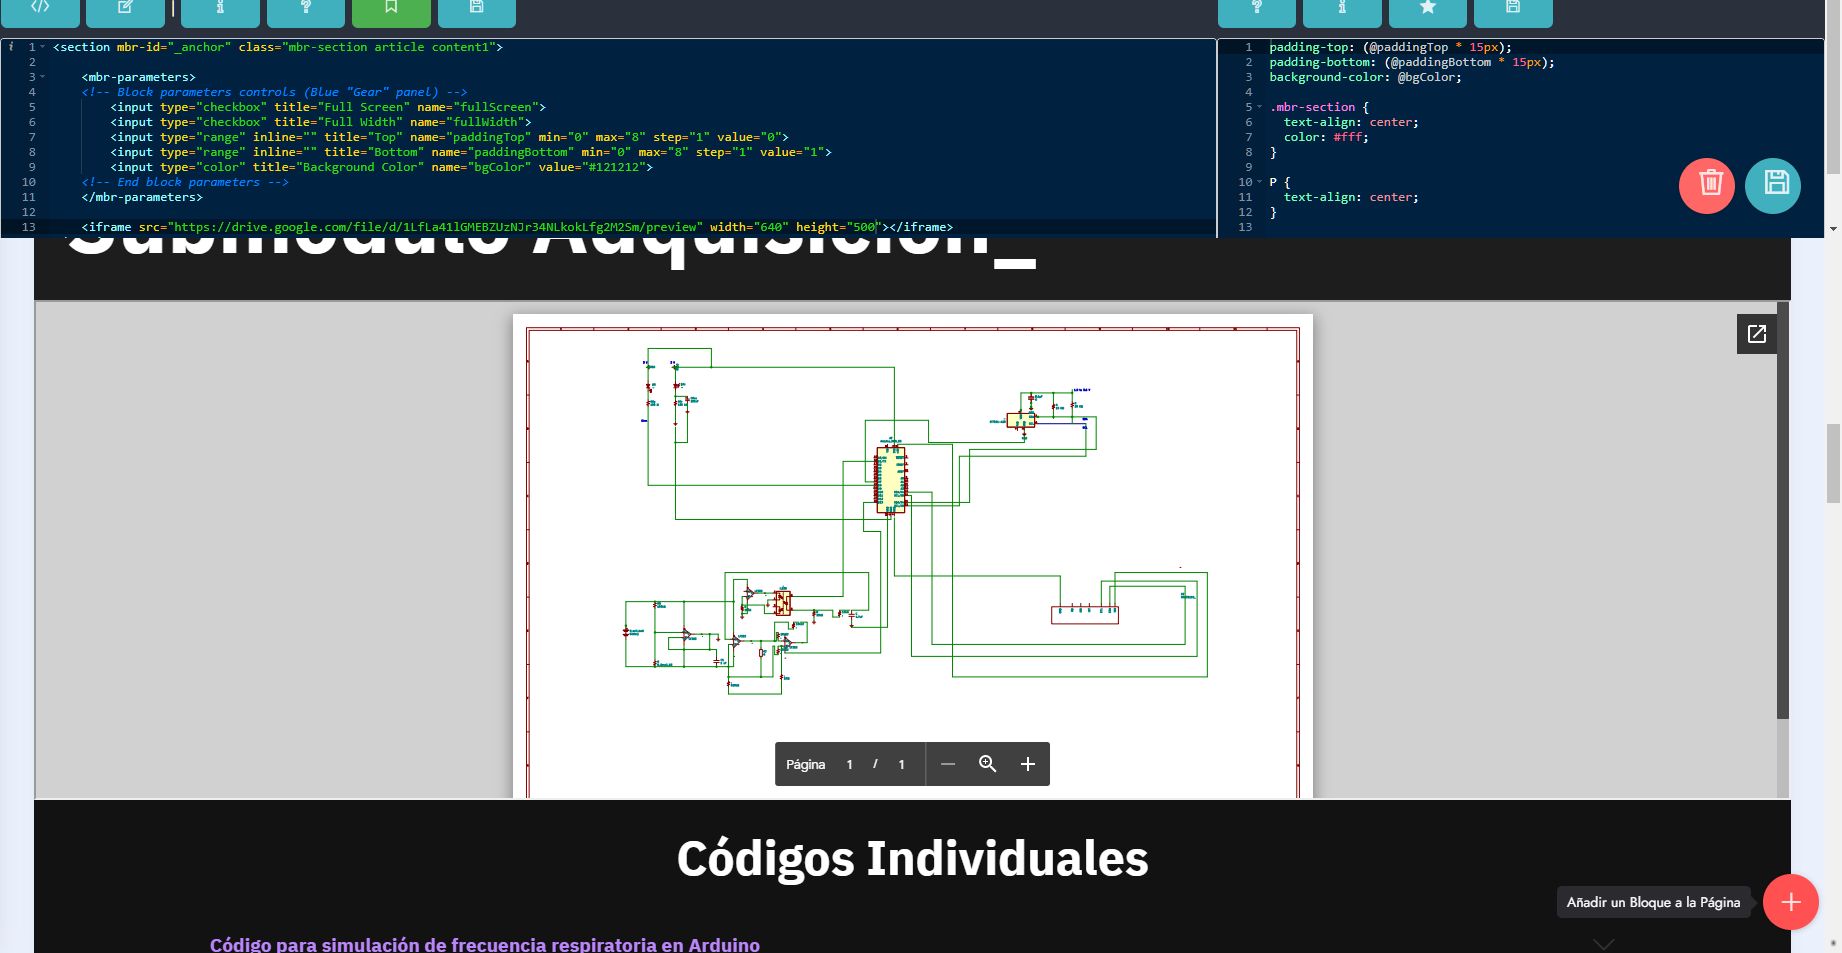 1 <section mbr-id="_anchor" class="mbr-section article content1">
2
3 <mbr-parameters>
4 <!-- Block parameters controls (Blue "Gear" panel) -->
5 <input type="checkbox" title="Full Screen" name="fullScreen">
6 <input type="checkbox" title="Full Width" name="fullWidth">
7 <input type="range" inline="" title="Top" name="paddingTop" min="0" max="8" step="1" value="0">
8 <input type="range" inline="" title="Bottom" name="paddingBottom" min="0" max="8" step="1" value="1">
9 <input type="color" title="Background Color" name="bgColor" value="#121212">
10 <!-- End block parameters -->
11 </mbr-parameters>
12
13 <iframe src="https://drive.google.com/file/d/1LfLa41lGMEBZUzNJr34NLkokLfg2M2Sm/preview" width="640" height="500"></iframe>
1 padding-top: (@paddingTop * 15px);
2 padding-bottom: (@paddingBottom * 15px);
3 background-color: @bgColor;
4
5 .mbr-section {
6 text-align: center;
7 color: #fff;
8 }
9
10 P {
11 text-align: center;
12 }
13
Submódulo Adquisición_
Página 1 / 1
Códigos Individuales
Añadir un Bloque a la Página
Código para simulación de frecuencia respiratoria en Arduino